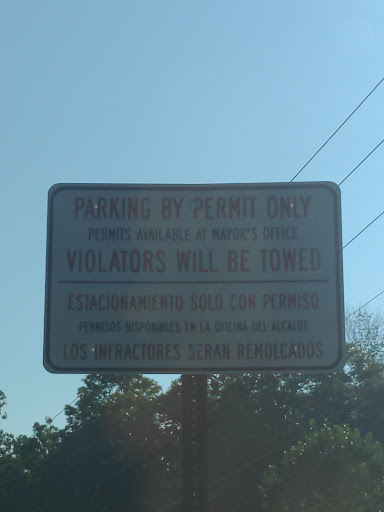 PARKING BY PERMIT ONLY
PERMITS AVAILABLE AT MAYOR'S OFFICE
VIOLATORS WILL BE TOWED
ESTACIONAMIENTO SOLO CON PERMISO
PERMISOS DISPONIBLES EN LA OFICINA DEL ALCALDE
LOS INFRACTORES SERAN REMOLCADOS